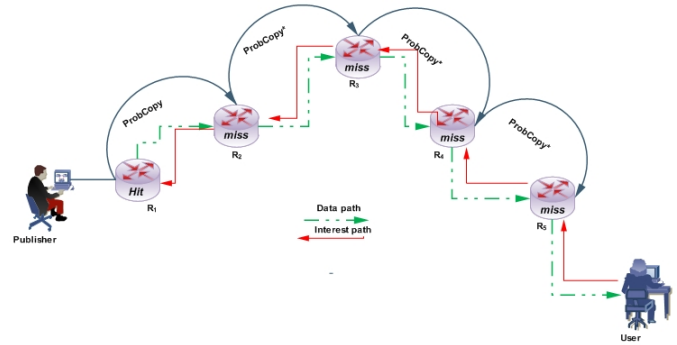 ProbCopy*
miss
R3
ProbCopy*
ProbCopy
miss
R2
miss
R4
ProbCopy*
Hit
R1
miss
R5
Publisher
Data path
Interest path
User